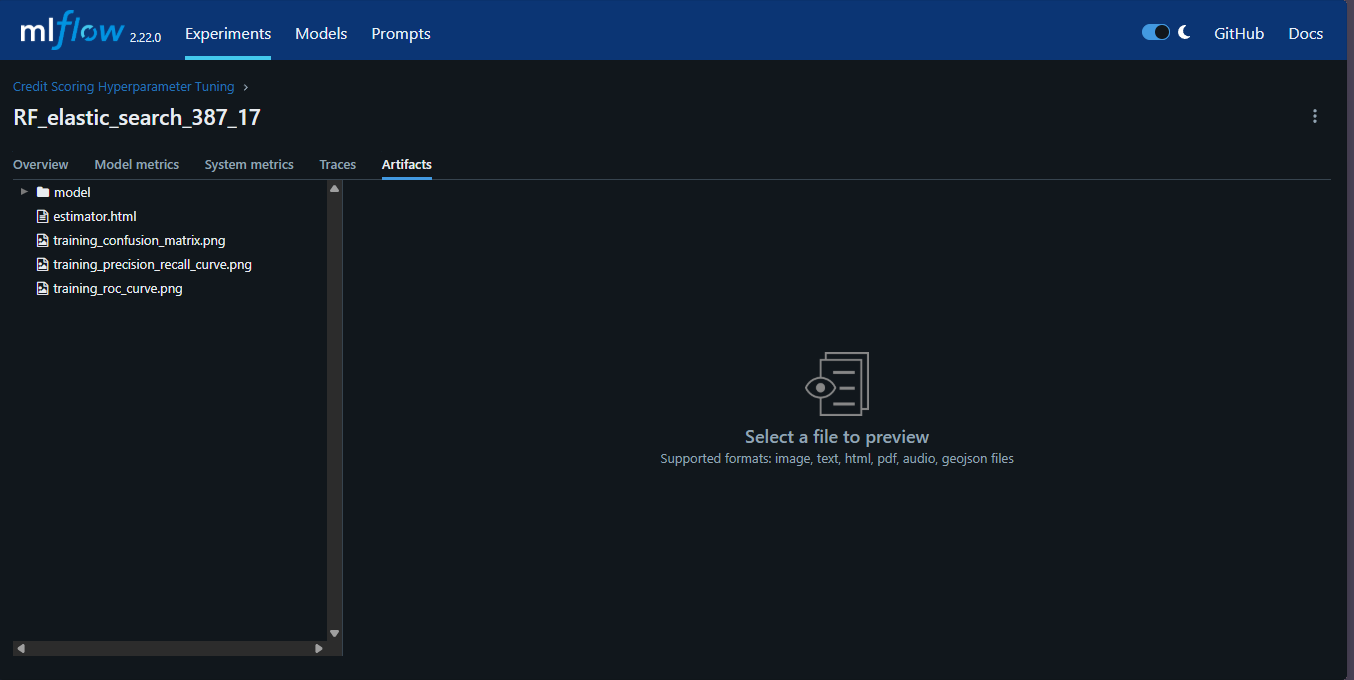 mlflow 2.22.0 Experiments Models Prompts GitHub Docs
Credit Scoring Hyperparameter Tuning ›
RF_elastic_search_387_17
Overview Model metrics System metrics Traces Artifacts
model
estimator.html
training_confusion_matrix.png
training_precision_recall_curve.png
training_roc_curve.png
Select a file to preview
Supported formats: image, text, html, pdf, audio, geojson files